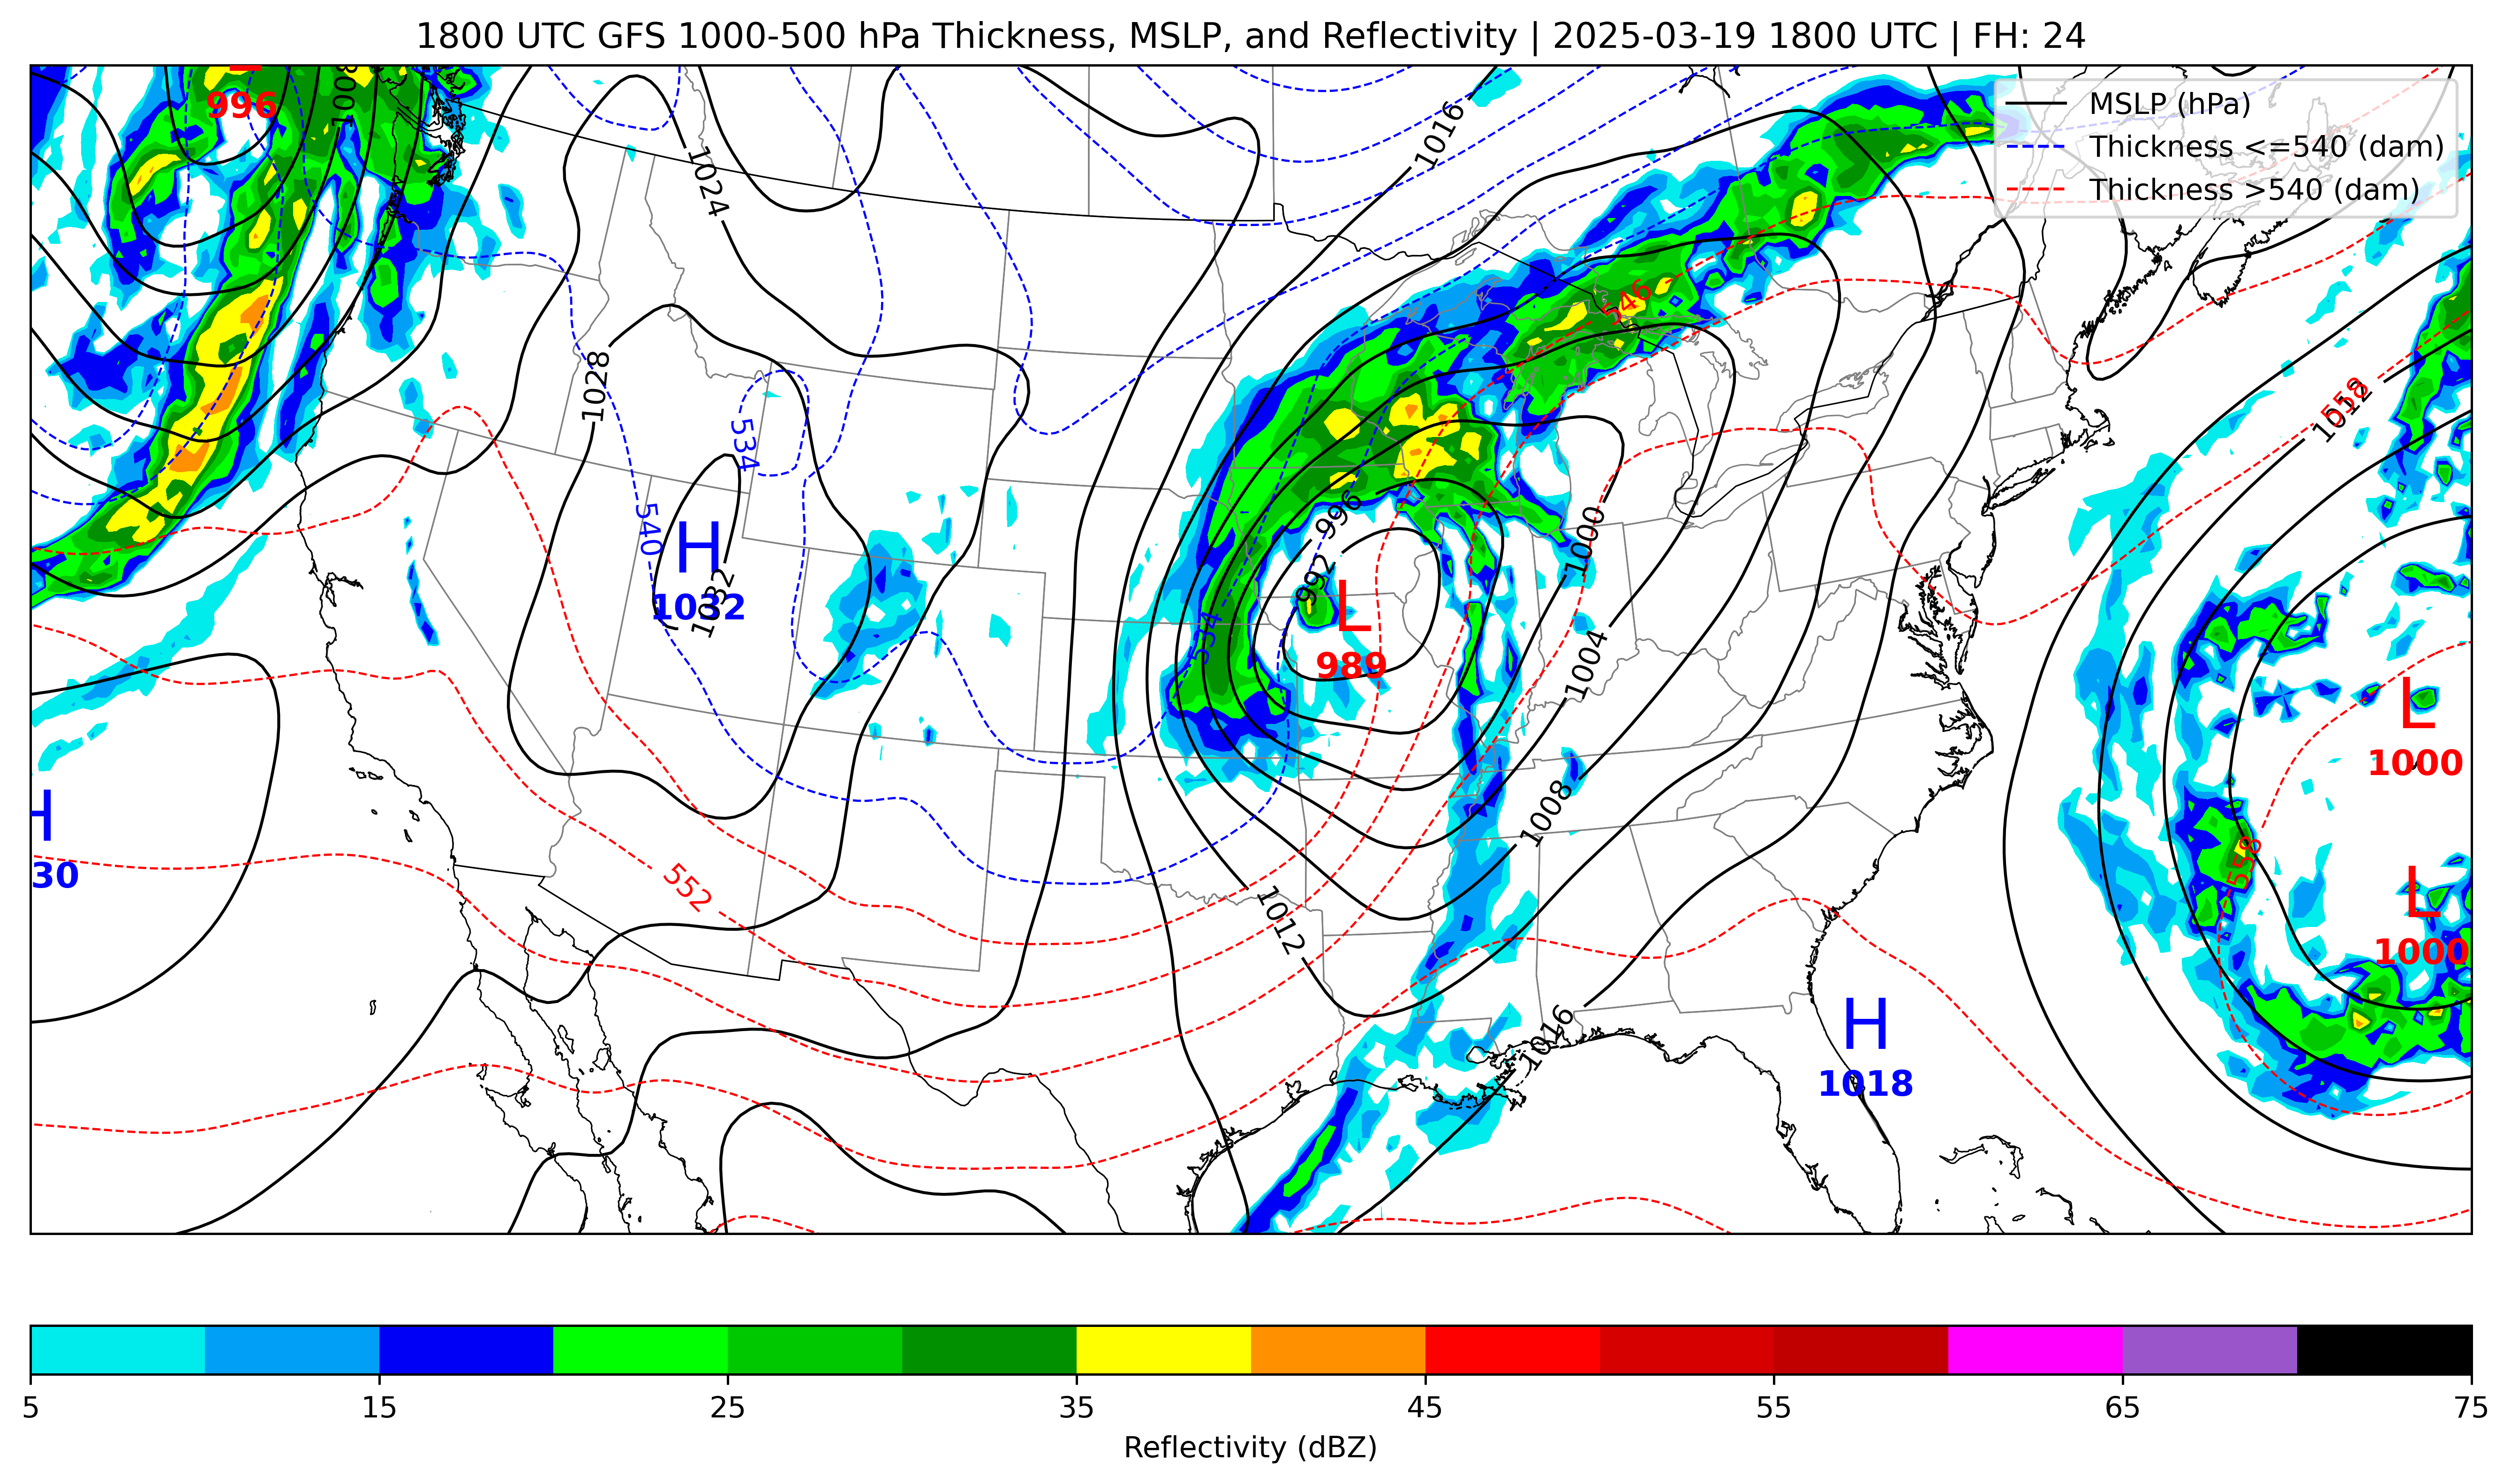 1800 UTC GFS 1000-500 hPa Thickness, MSLP, and Reflectivity | 2025-03-19 1800 UTC | FH: 24
MSLP (hPa)
Thickness <=540 (dam)
Thickness >540 (dam)
L
996
1008
1016
1024
546
1028
558
1012
534
540
H
1032
1032
996
992
1000
L
989
534
1004
L
1000
H
30
1008
552
558
L
1000
1012
H
1018
1016
5
15
25
35
45
55
65
75
Reflectivity (dBZ)